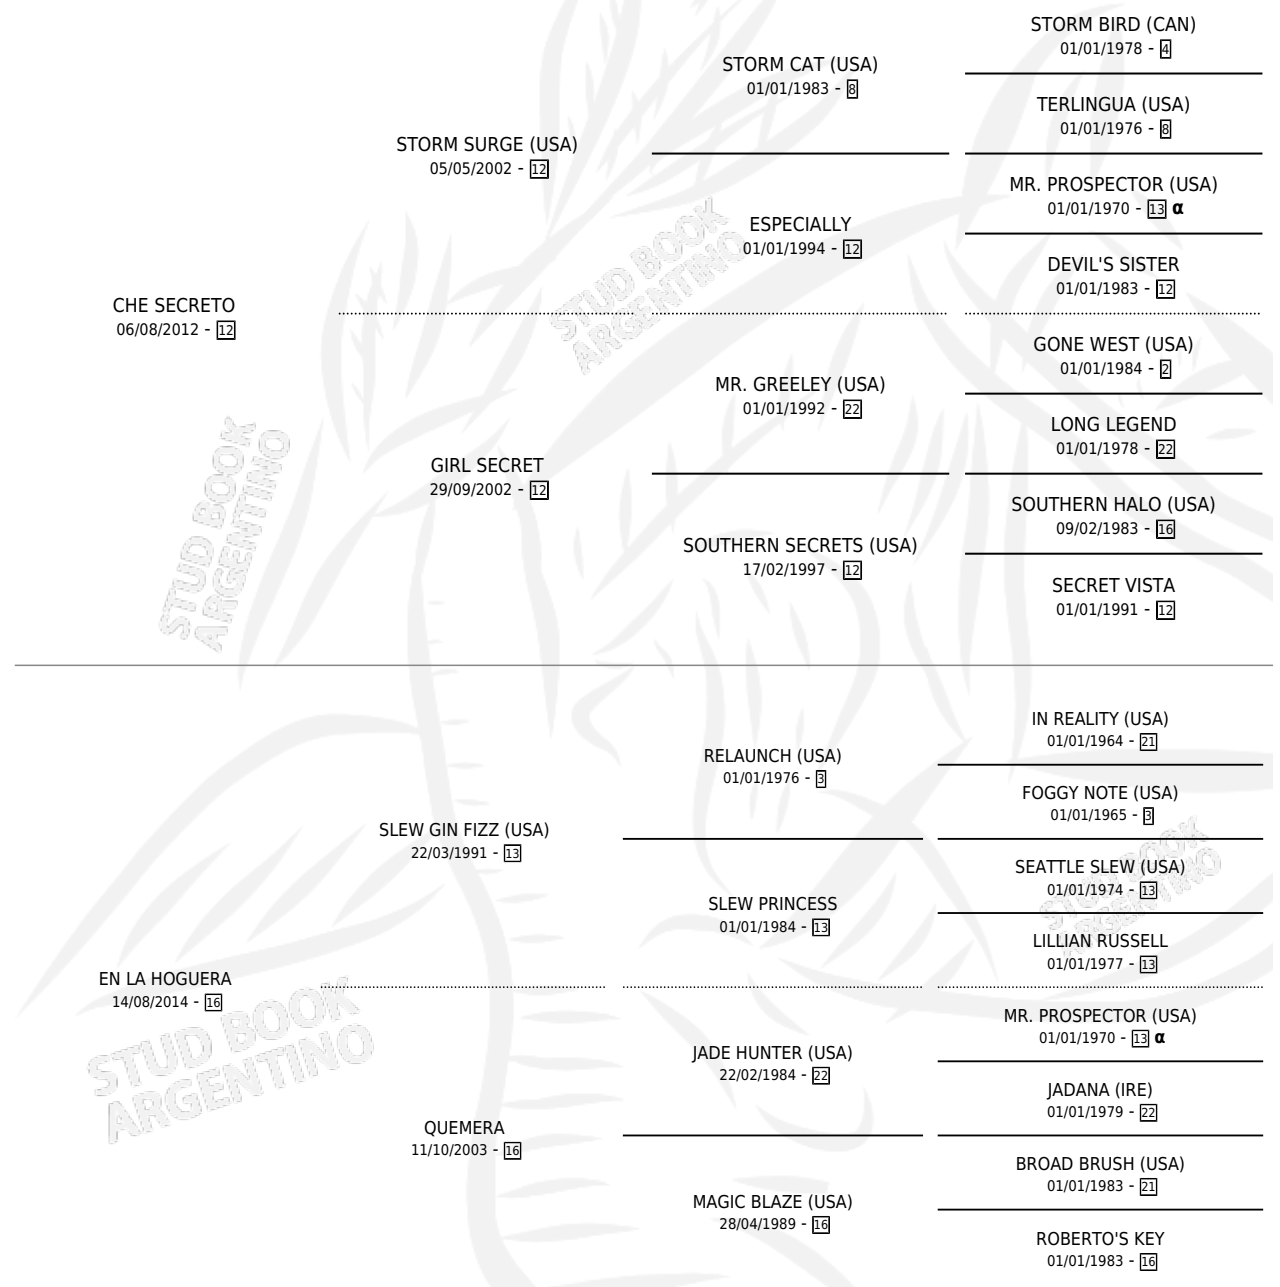 STORM BIRD (CAN)
01/01/1978 - 4
STORM CAT (USA)
01/01/1983 - 8
TERLINGUA (USA)
01/01/1976 - 8
STORM SURGE (USA)
05/05/2002 - 12
MR. PROSPECTOR (USA)
01/01/1970 - 13 α
ESPECIALLY
01/01/1994 - 12
DEVIL'S SISTER
01/01/1983 - 12
CHE SECRETO
06/08/2012 - 12
GONE WEST (USA)
01/01/1984 - 2
MR. GREELEY (USA)
01/01/1992 - 22
LONG LEGEND
01/01/1978 - 22
GIRL SECRET
29/09/2002 - 12
SOUTHERN HALO (USA)
09/02/1983 - 16
SOUTHERN SECRETS (USA)
17/02/1997 - 12
SECRET VISTA
01/01/1991 - 12
IN REALITY (USA)
01/01/1964 - 21
RELAUNCH (USA)
01/01/1976 - 3
FOGGY NOTE (USA)
01/01/1965 - 3
SLEW GIN FIZZ (USA)
22/03/1991 - 13
SEATTLE SLEW (USA)
01/01/1974 - 13
SLEW PRINCESS
01/01/1984 - 13
LILLIAN RUSSELL
01/01/1977 - 13
EN LA HOGUERA
14/08/2014 - 16
MR. PROSPECTOR (USA)
01/01/1970 - 13 α
JADE HUNTER (USA)
22/02/1984 - 22
JADANA (IRE)
01/01/1979 - 22
QUEMERA
11/10/2003 - 16
BROAD BRUSH (USA)
01/01/1983 - 21
MAGIC BLAZE (USA)
28/04/1989 - 16
ROBERTO'S KEY
01/01/1983 - 16
STUD BOOK
ARGENTINO
STUD BOOK
ARGENTINO
STUD BOOK
ARGENTINO
STUD BOOK
ARGENTINO